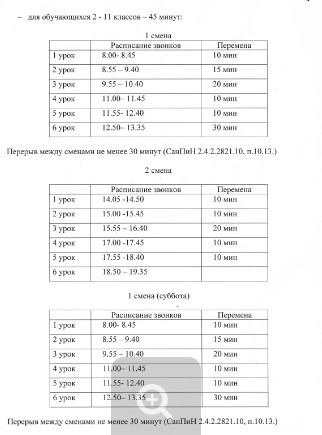 – для обучающихся 2 - 11 классов – 45 минут:
1 смена
Расписание звонков Перемена
1 урок 8.00– 8.45 10 мин
2 урок 8.55 – 9.40 15 мин
3 урок 9.55 – 10.40 20 мин
4 урок 11.00– 11.45 10 мин
5 урок 11.55- 12.40 10 мин
6 урок 12.50– 13.35 30 мин
Перерыв между сменами не менее 30 минут (СанПиН 2.4.2.2821.10, п.10.13.)
2 смена
Расписание звонков Перемена
1 урок 14.05 -14.50 10 мин
2 урок 15.00 -15.45 10 мин
3 урок 15.55 – 16.40 20 мин
4 урок 17.00 -17.45 10 мин
5 урок 17.55 -18.40 10 мин
6 урок 18.50 – 19.35
1 смена (суббота)
Расписание звонков Перемена
1 урок 8.00- 8.45 10 мин
2 урок 8.55 – 9.40 15 мин
3 урок 9.55 – 10.40 20 мин
4 урок 11.00– 11.45 10 мин
5 урок 11.55- 12.40 10 мин
6 урок 12.50– 13.35 30 мин
Перерыв между сменами не менее 30 минут (СанПиН 2.4.2.2821.10, п.10.13.)